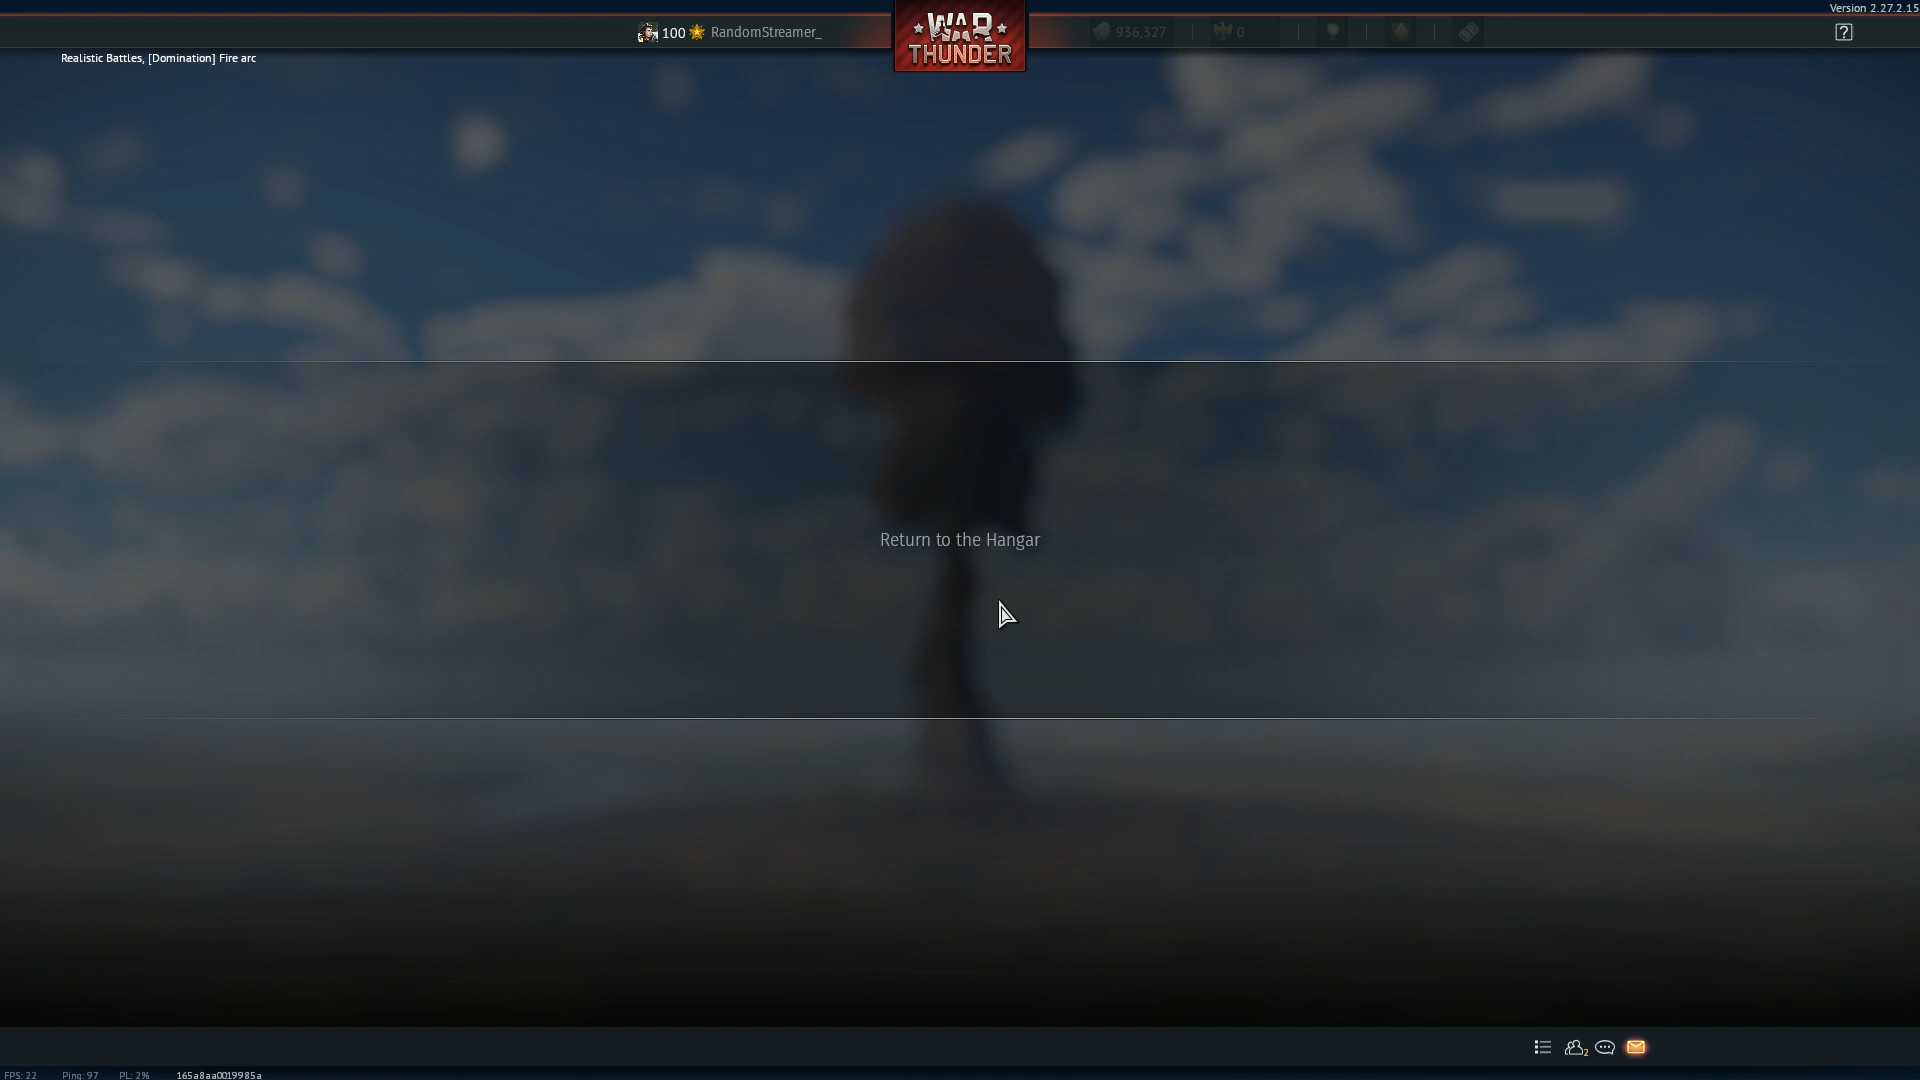 Version 2.27.2.15
100 RandomStreamer_
WAR
THUNDER
936,327
0
Realistic Battles, [Domination] Fire arc
Return to the Hangar
2
FPS: 22 Ping: 97 PL: 2% 165a8aa0019985a